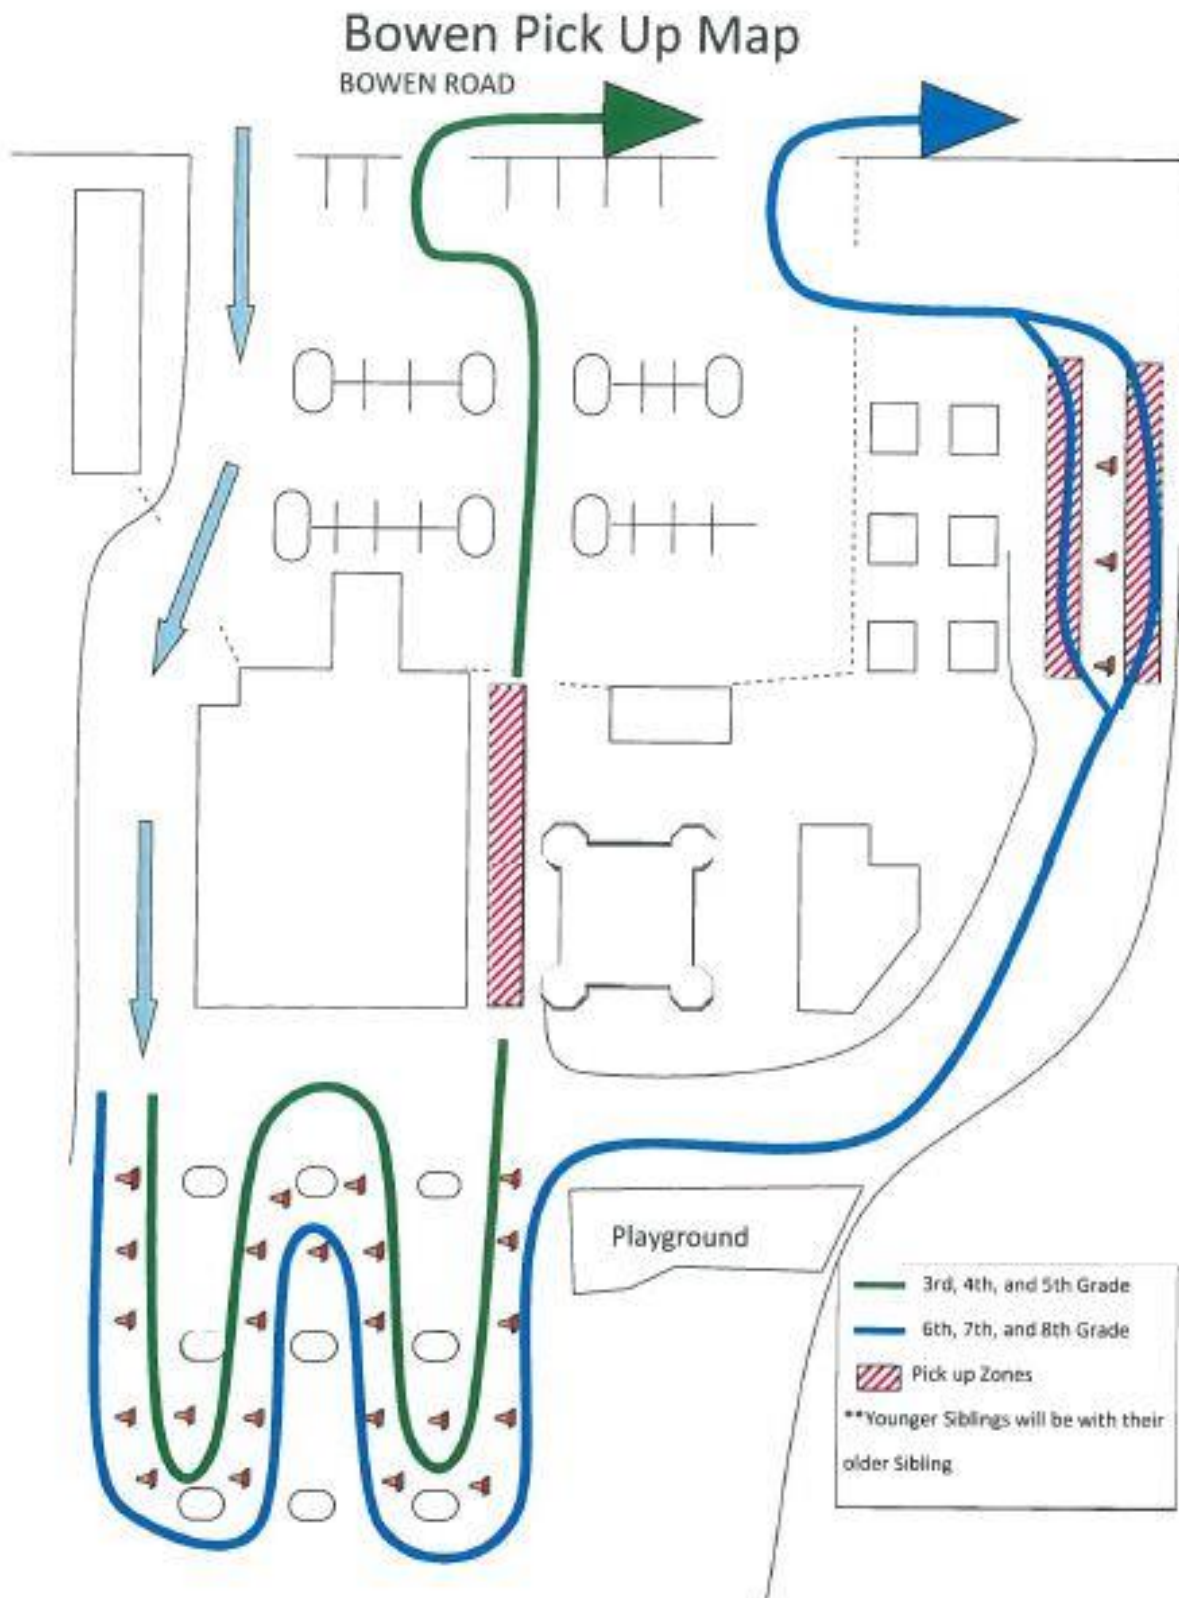 Bowen Pick Up Map
BOWEN ROAD
Playground
3rd, 4th, and 5th Grade
6th, 7th, and 8th Grade
Pick up Zones
**Younger Siblings will be with their
older Sibling